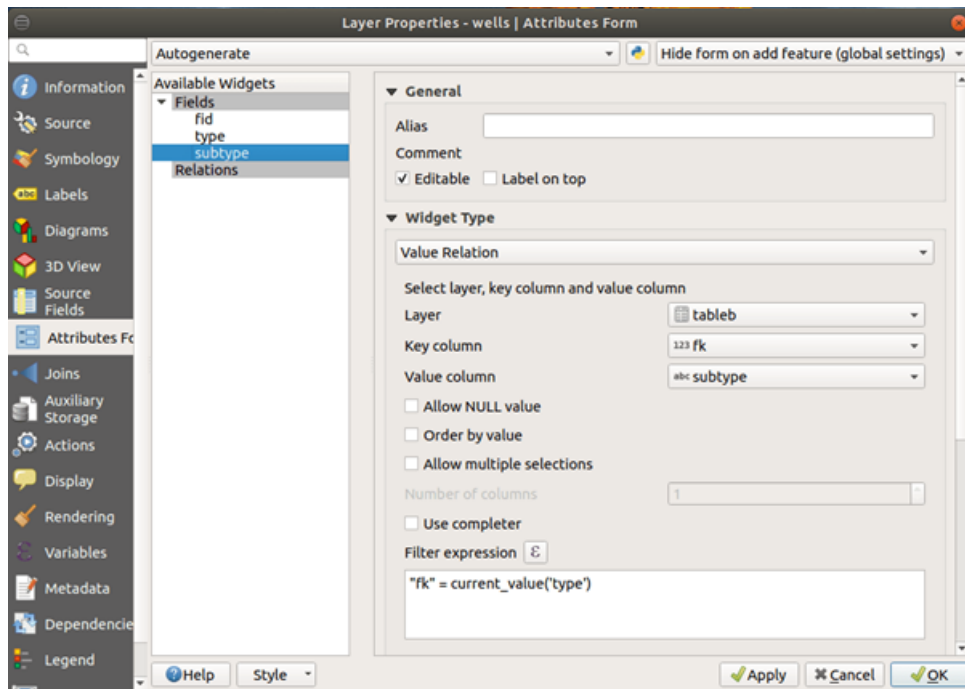 Layer Properties - wells | Attributes Form
Autogenerate
Hide form on add feature (global settings)
Information
Source
Symbology
abc Labels
Diagrams
3D View
Source
Fields
Attributes Fo
Joins
Auxiliary
Storage
Actions
Display
Rendering
Variables
Metadata
Dependencie
Legend
Available Widgets
Fields
fid
type
subtype
Relations
General
Alias
Comment
Editable Label on top
Widget Type
Value Relation
Select layer, key column and value column
Layer tableb
Key column 123 fk
Value column abc subtype
Allow NULL value
Order by value
Allow multiple selections
Number of columns 1
Use completer
Filter expression ε
"fk" = current_value('type')
Help Style Apply Cancel OK